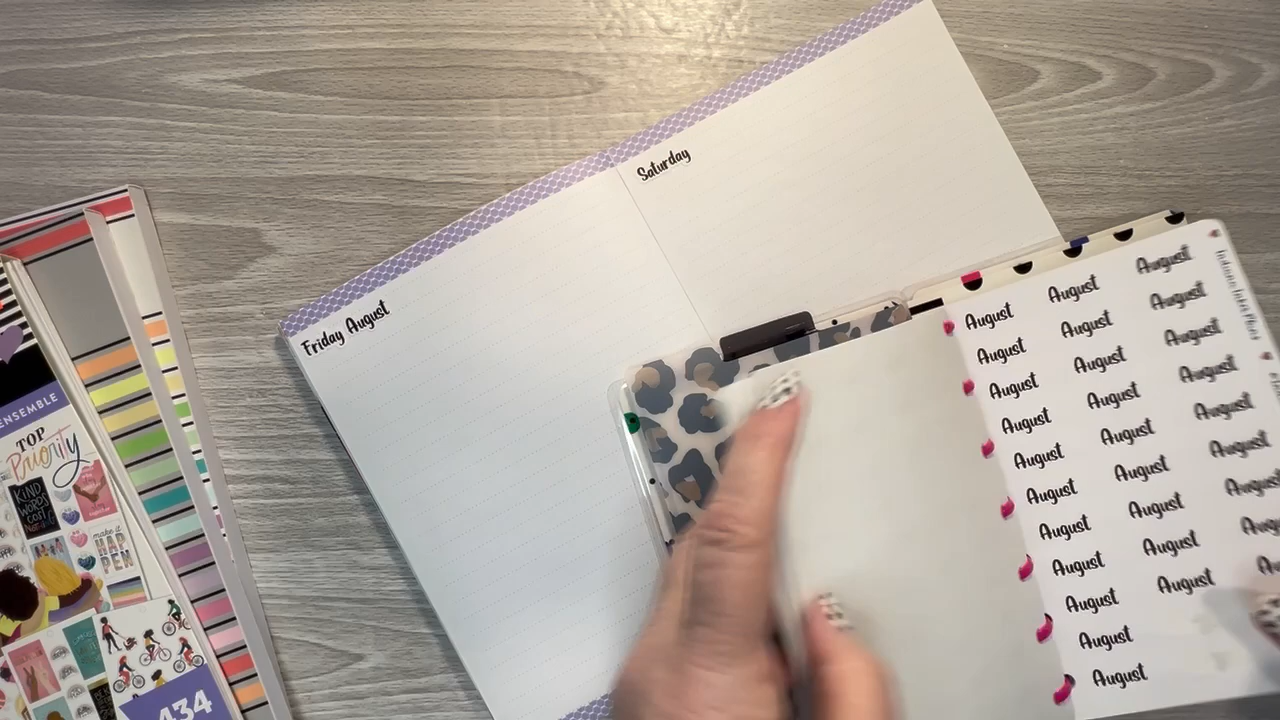 Saturday
Friday August
ENSEMBLE
TOP
Priority
KIND
WORDS
COST
make it
HAP
PEN
434
August August August
August August August
August August August
August August August
August August August
August August August
August August August
August August August
August August
August
August